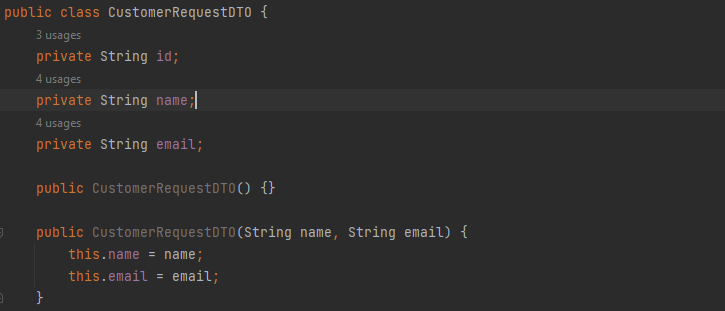 public class CustomerRequestDTO {
3 usages
private String id;
4 usages
private String name;
4 usages
private String email;
public CustomerRequestDTO() {}
public CustomerRequestDTO(String name, String email) {
this.name = name;
this.email = email;
}